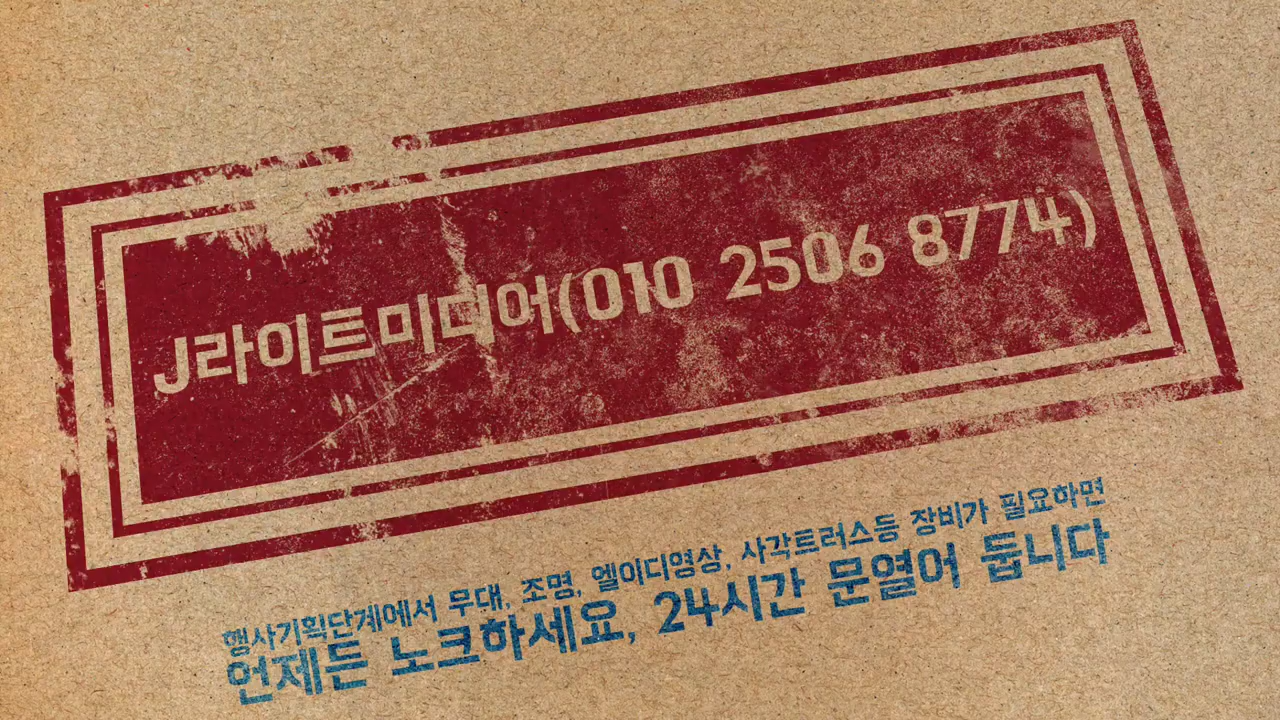 J라이트미디어(010 2506 8774)
행사기획단계에서 무대, 조명, 엘이디영상, 사각트러스등 장비가 필요하면
언제든 노크하세요, 24시간 문열어 둡니다